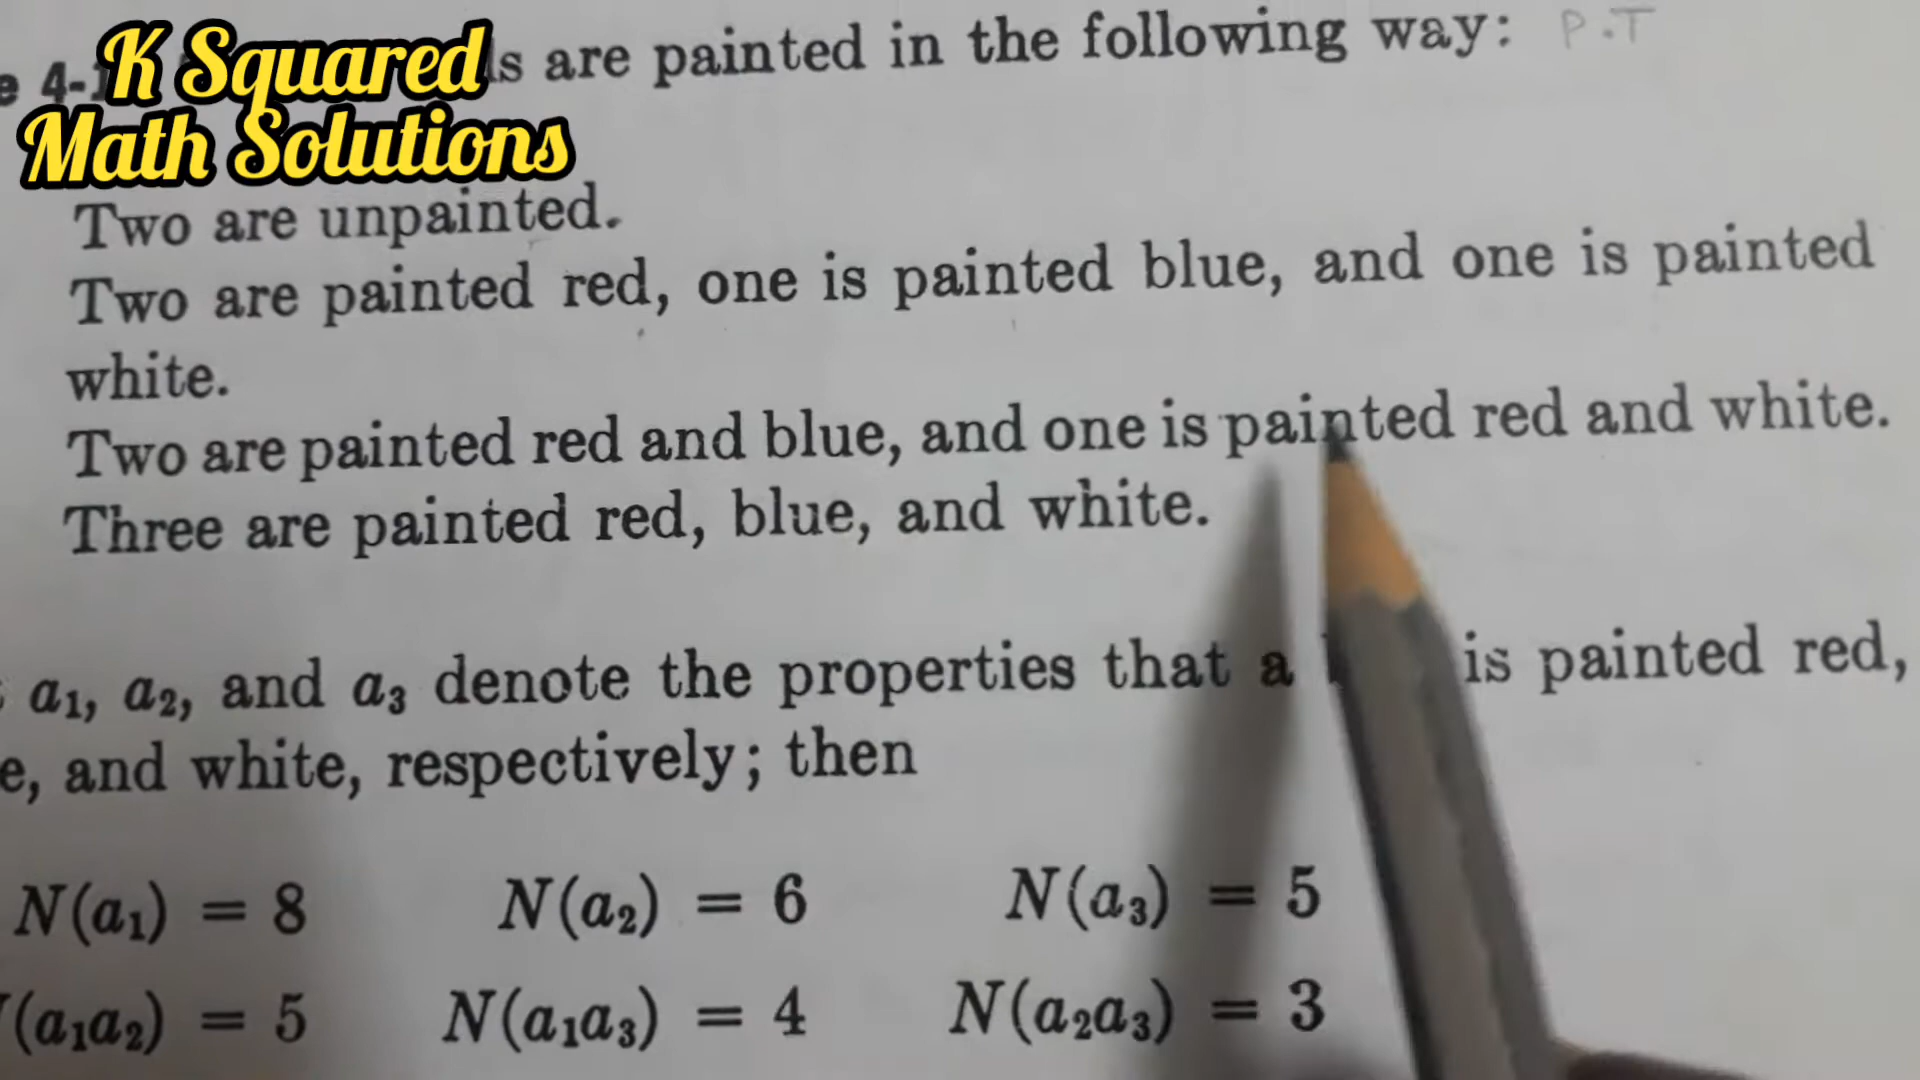 K Squared
Math Solutions
are painted in the following way: P.T
Two are unpainted.
Two are painted red, one is painted blue, and one is painted
white.
Two are painted red and blue, and one is painted red and white.
Three are painted red, blue, and white.
a₁, a₂, and a₃ denote the properties that a is painted red,
and white, respectively; then
N(a₁) = 8 N(a₂) = 6 N(a₃) = 5
(a₁a₂) = 5 N(a₁a₃) = 4 N(a₂a₃) = 3